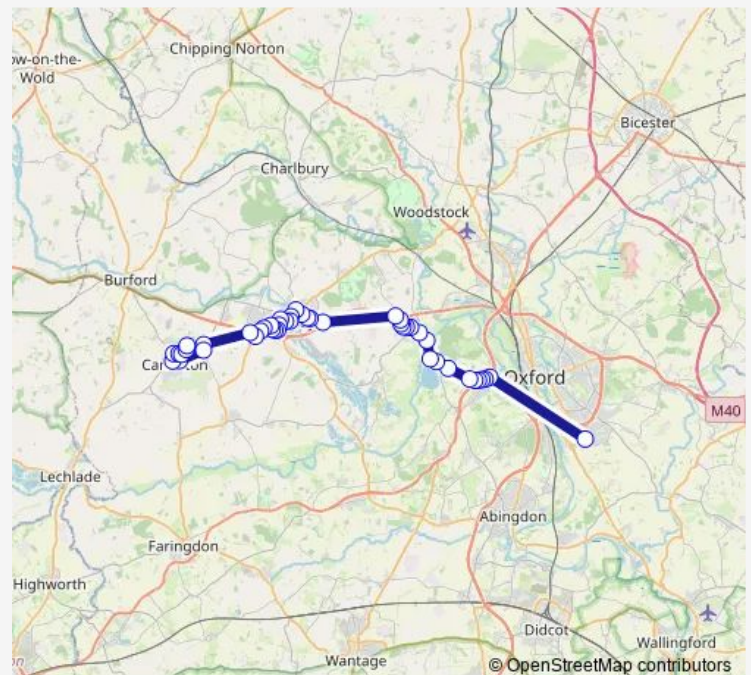 Chipping Norton
ow-on-the-
Wold
Bicester
Charlbury
Woodstock
Burford
Oxford
M40
Lechlade
Abingdon
Faringdon
Highworth
Didcot
Wallingford
Wantage
© OpenStreetMap contributors